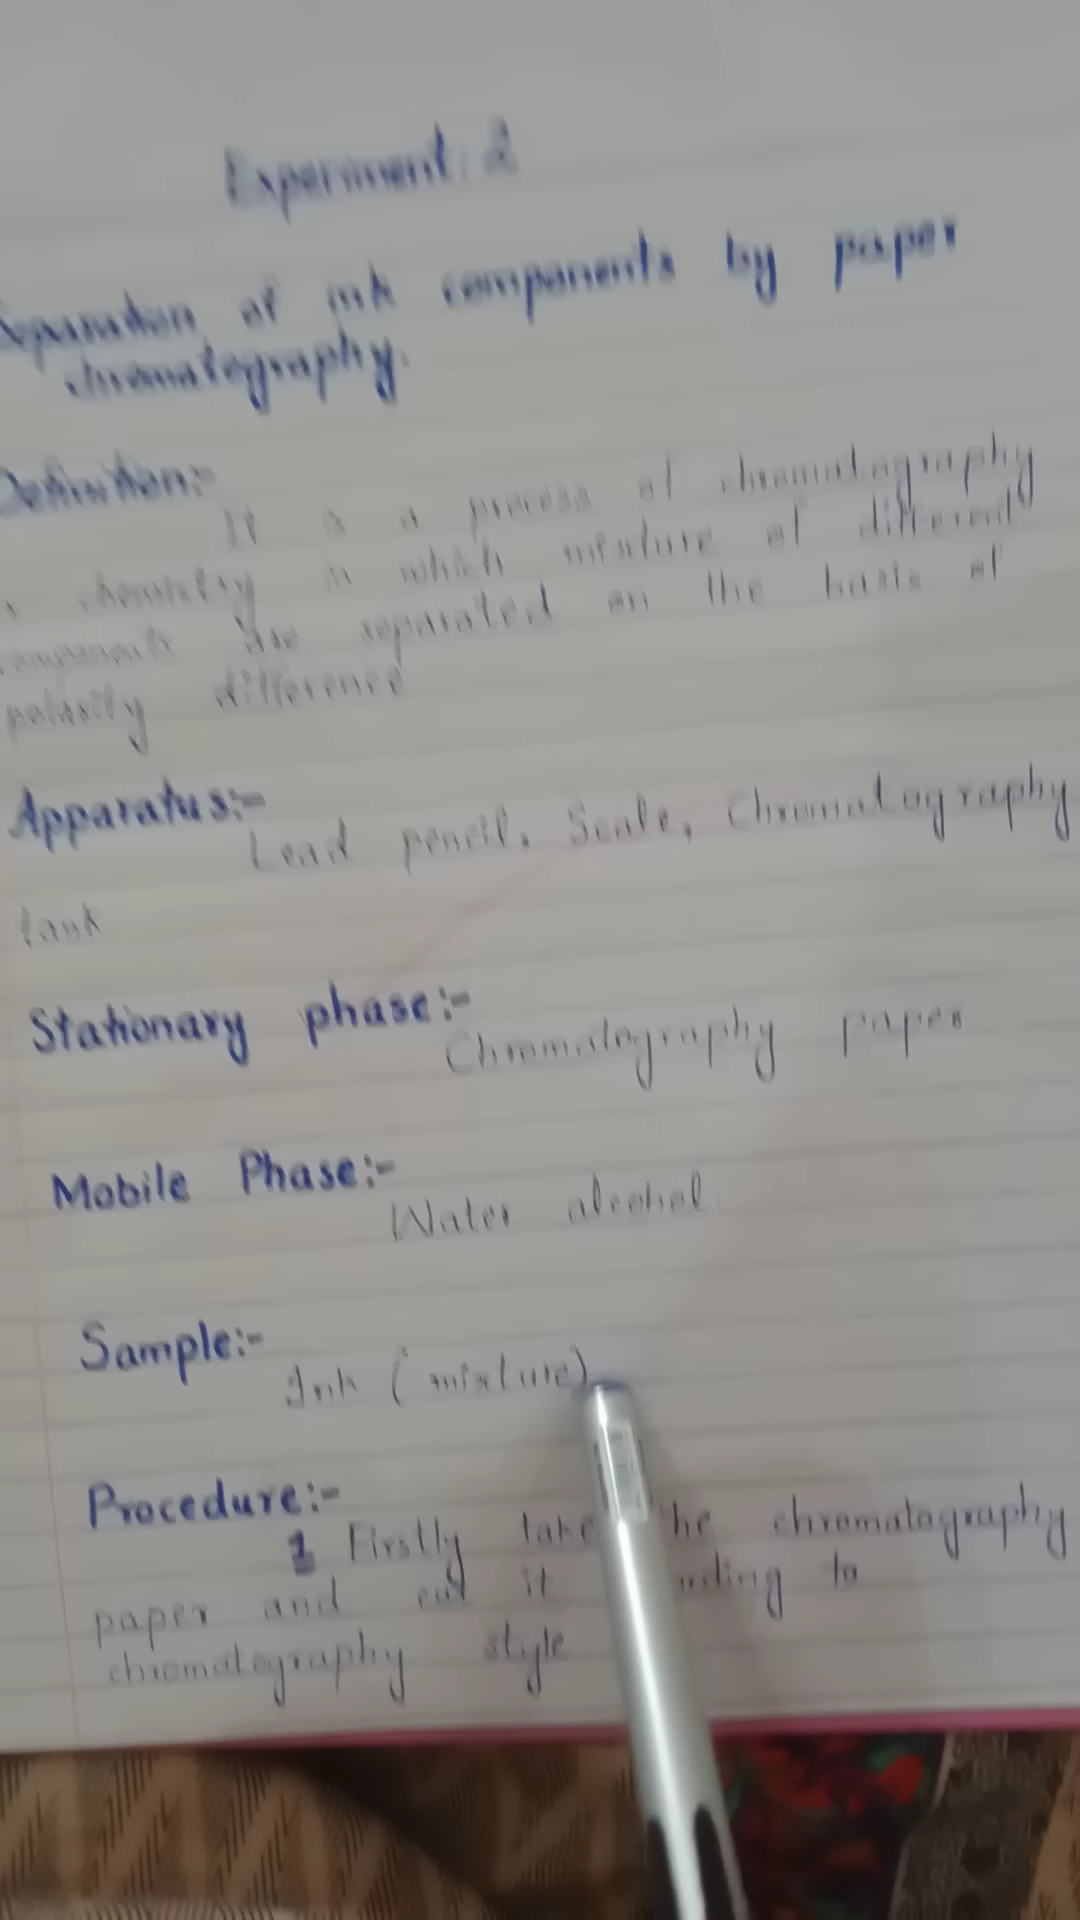 Experiment: 2
Separation of ink components by paper
chromatography.
Definition:-
It is a process of chromatography
chemistry in which mixture of different
components are separated on the basis of
polarity difference
Apparatus:-
Lead pencil, Scale, Chromatography
tank
Stationary phase:-
Chromatography paper
Mobile Phase:-
Water alcohol
Sample:-
Ink (mixture)
Procedure:-
1 Firstly take the chromatography
paper and cut it to
chromatography style